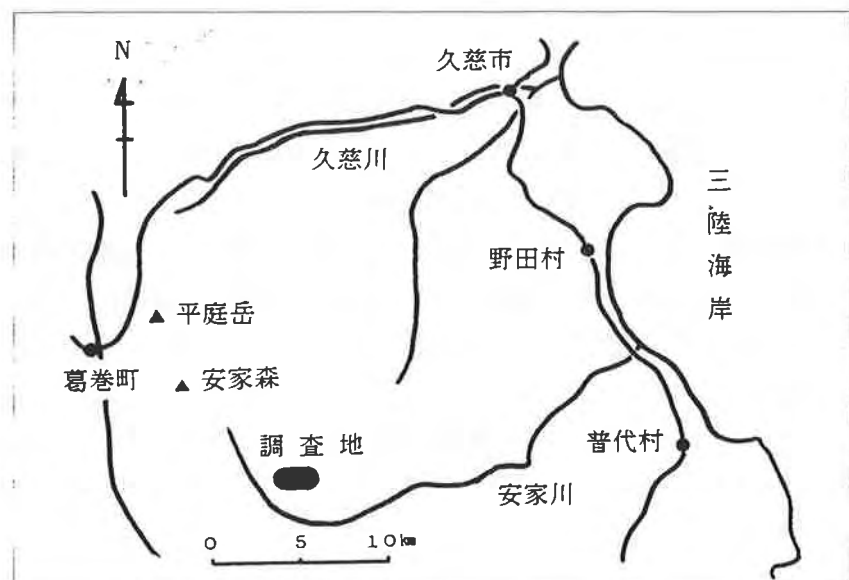 N
久慈市
久慈川
三陸海岸
野田村
▲ 平庭岳
葛巻町
▲ 安家森
調査地
普代村
安家川
0 5 10km